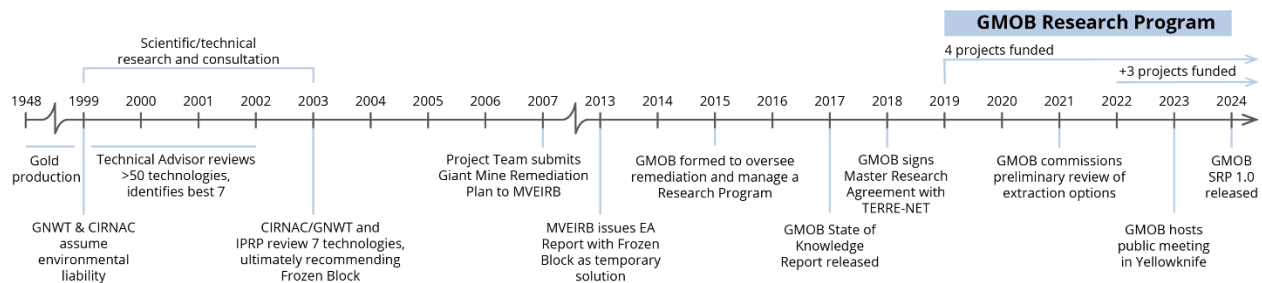 GMOB Research Program
4 projects funded
+3 projects funded
Scientific/technical
research and consultation
1948 1999 2000 2001 2002 2003 2004 2005 2006 2007 2013 2014 2015 2016 2017 2018 2019 2020 2021 2022 2023 2024
Gold
production
Technical Advisor reviews
>50 technologies,
identifies best 7
Project Team submits
Giant Mine Remediation
Plan to MVEIRB
GMOB formed to oversee
remediation and manage a
Research Program
GMOB signs
Master Research
Agreement with
TERRE-NET
GMOB commissions
preliminary review of
extraction options
GMOB
SRP 1.0
released
GNWT & CIRNAC
assume
environmental
liability
CIRNAC/GNWT and
IPRP review 7 technologies,
ultimately recommending
Frozen Block
MVEIRB issues EA
Report with Frozen
Block as temporary
solution
GMOB State of
Knowledge
Report released
GMOB hosts
public meeting
in Yellowknife